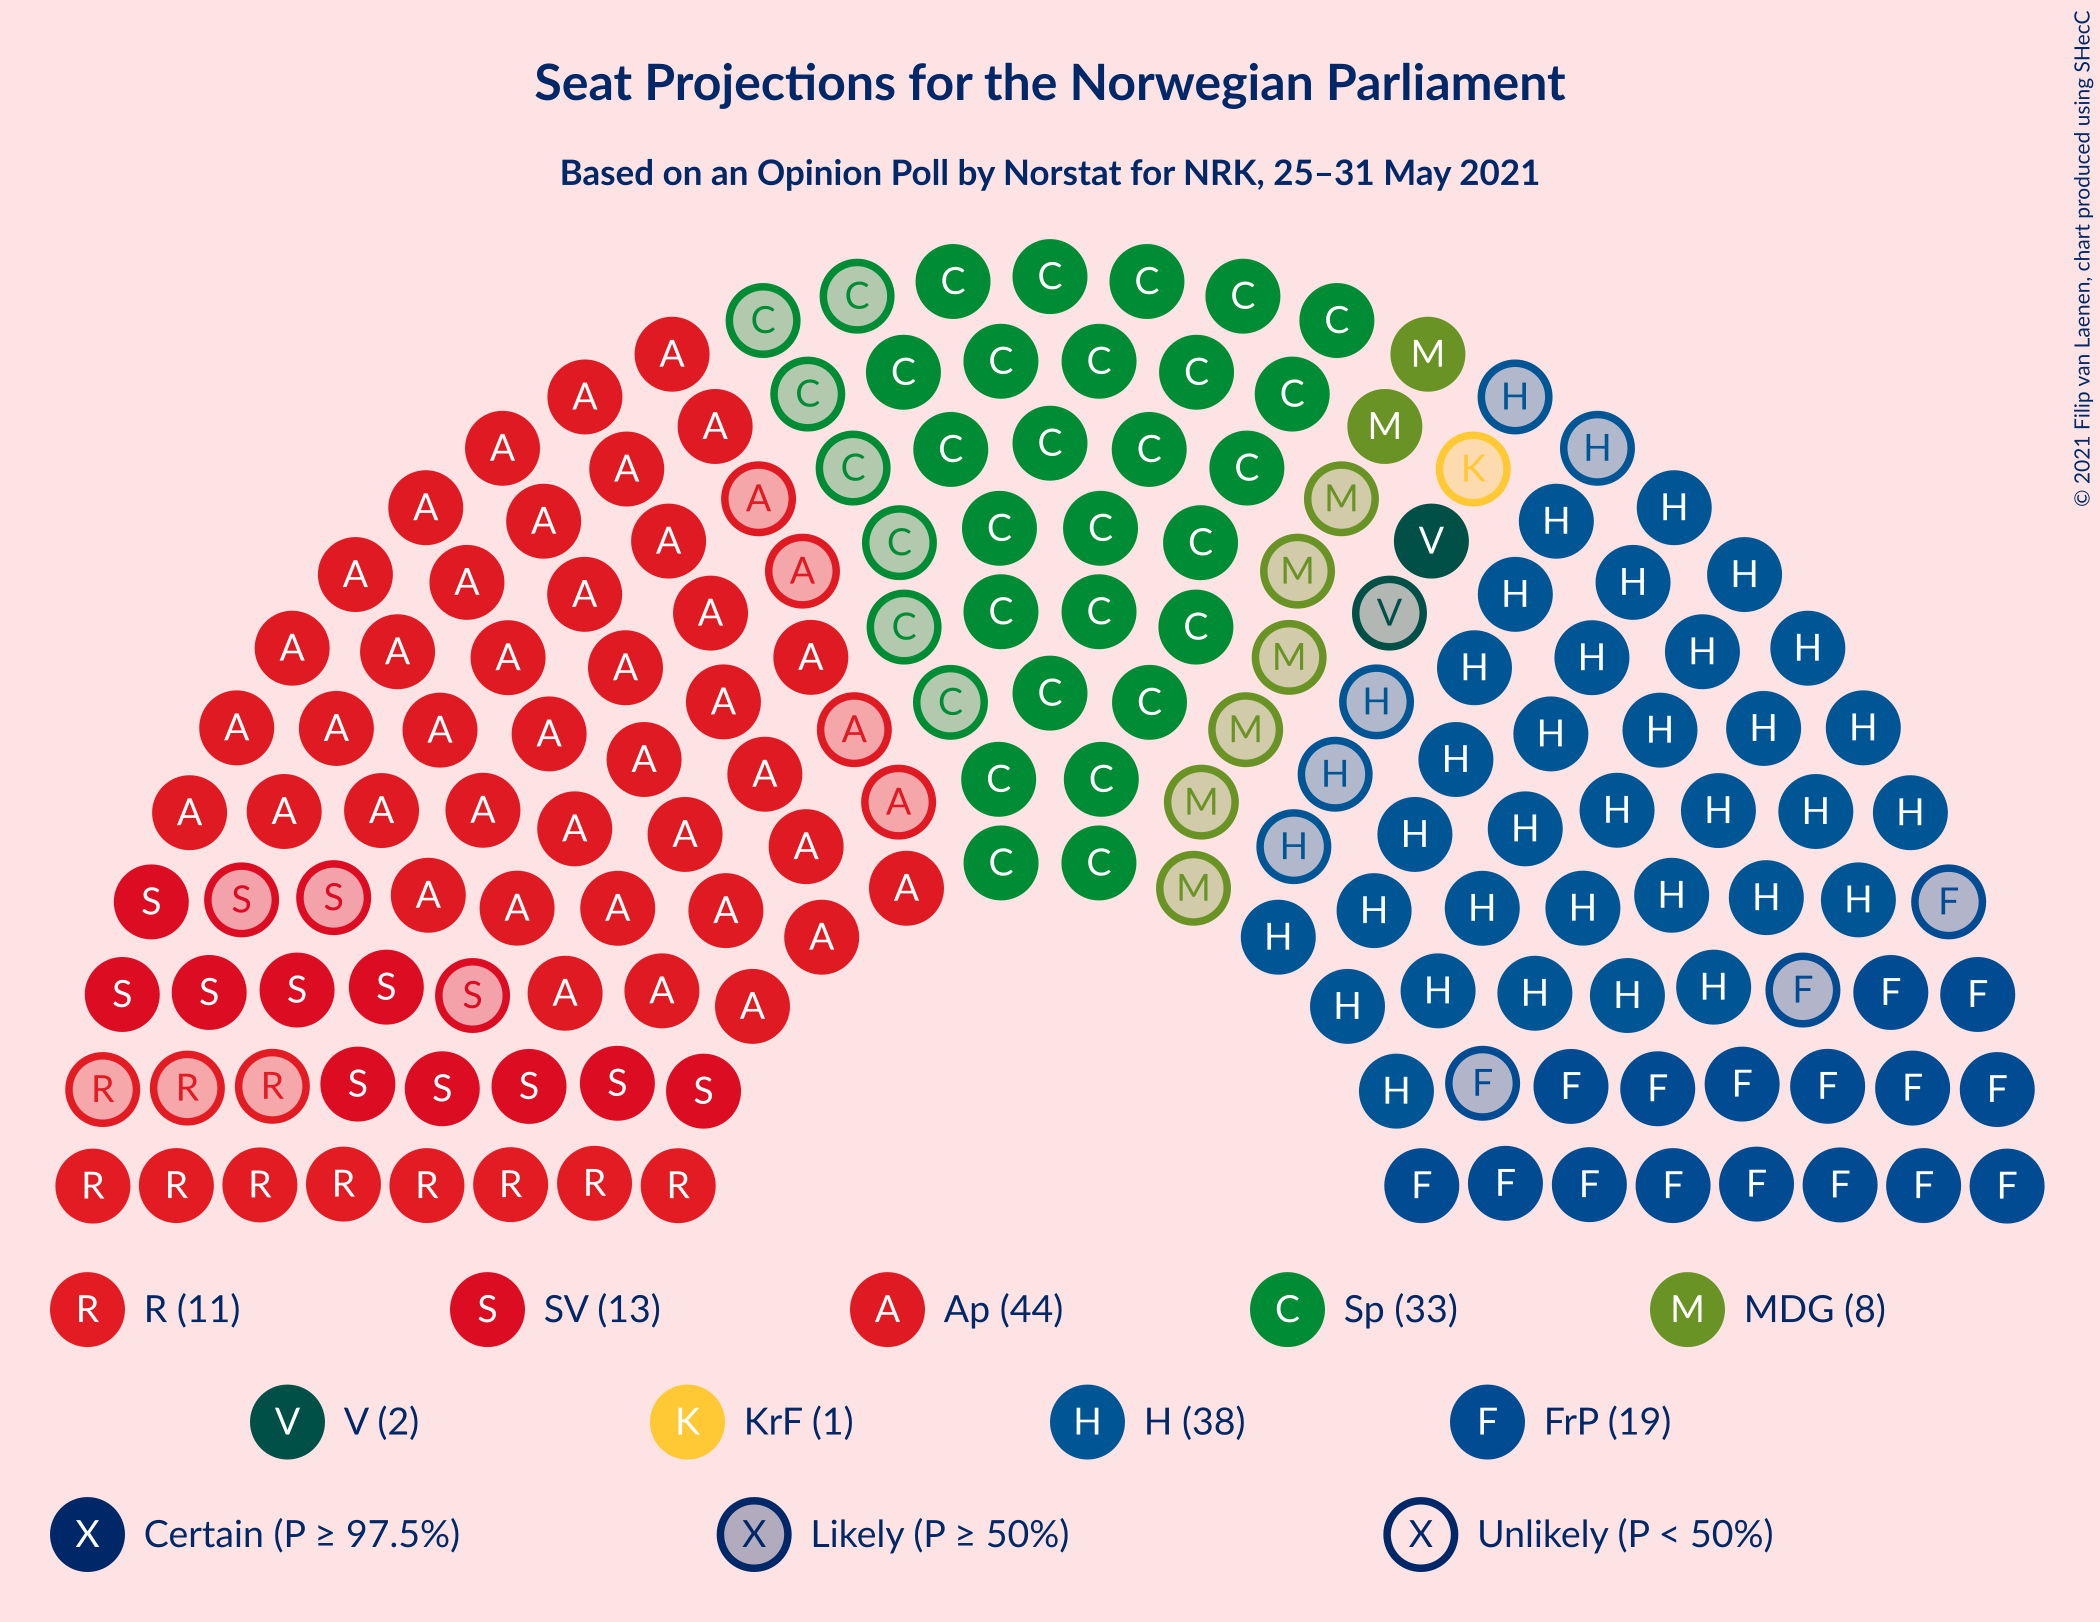 Seat Projections for the Norwegian Parliament
Based on an Opinion Poll by Norstat for NRK, 25–31 May 2021
© 2021 Filip van Laenen, chart produced using SHecC
C C C C C C C
A C C C C C C M
A A C C C C C M H
A A A C C C C M K H
A A A A C C C C M V H H
A A A A A C C C M V H H H
A A A A A A C C M H H H H H
A A A A A A A C C M H H H H H H
A A A A A A A A M H H H H H H H
S S S A A A A A H H H H H H H F
S S S S S A A A H H H H H F F F
R R R S S S S S H F F F F F F F
R R R R R R R R F F F F F F F F
R R (11) S SV (13) A Ap (44) C Sp (33) M MDG (8)
V V (2) K KrF (1) H H (38) F FrP (19)
X Certain (P ≥ 97.5%) X Likely (P ≥ 50%) X Unlikely (P < 50%)